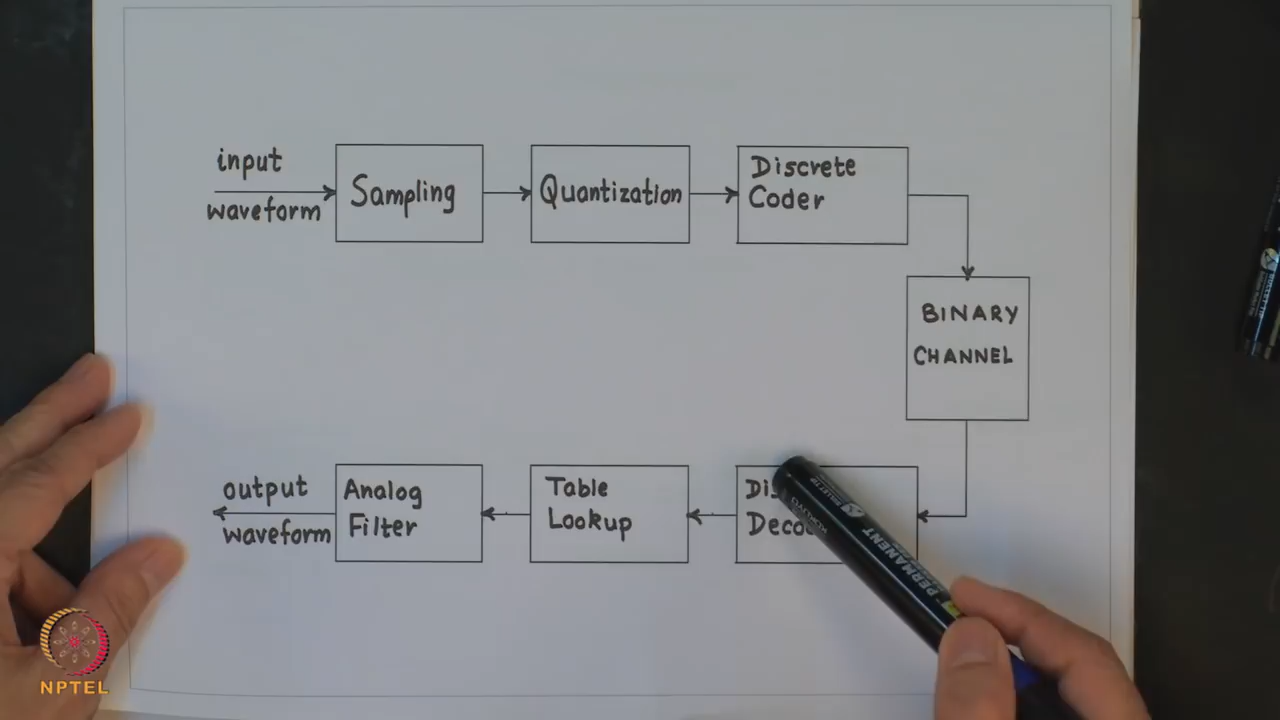 input
waveform
Sampling
Quantization
Discrete
Coder
BINARY
CHANNEL
output
waveform
Analog
Filter
Table
Lookup
PERMANENT
NPTEL